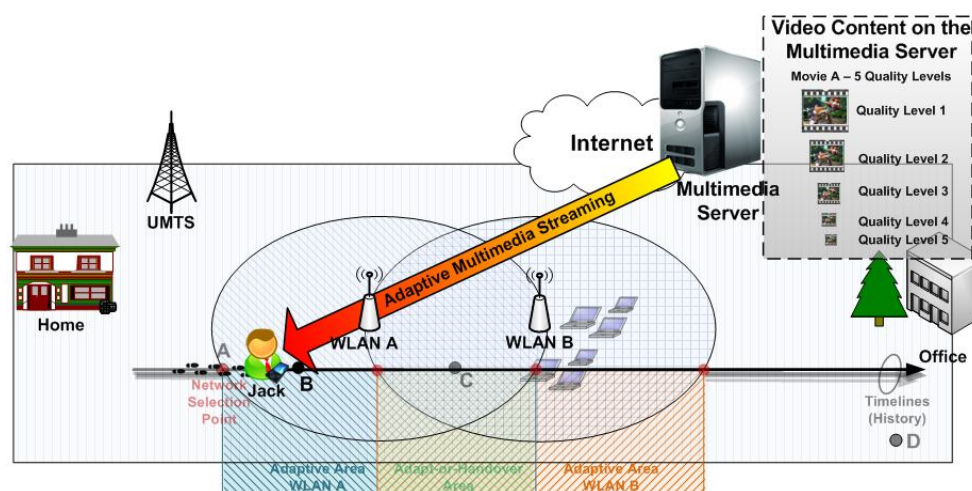 Video Content on the
Multimedia Server
Movie A – 5 Quality Levels
Quality Level 1
Quality Level 2
Quality Level 3
Quality Level 4
Quality Level 5
Internet
Multimedia
Server
UMTS
Adaptive Multimedia Streaming
Home
WLAN A
WLAN B
Office
A
B
C
Jack
Network
Selection
Point
Timelines
(History)
D
Adaptive Area
WLAN A
Adapt-or-Handover
Area
Adaptive Area
WLAN B